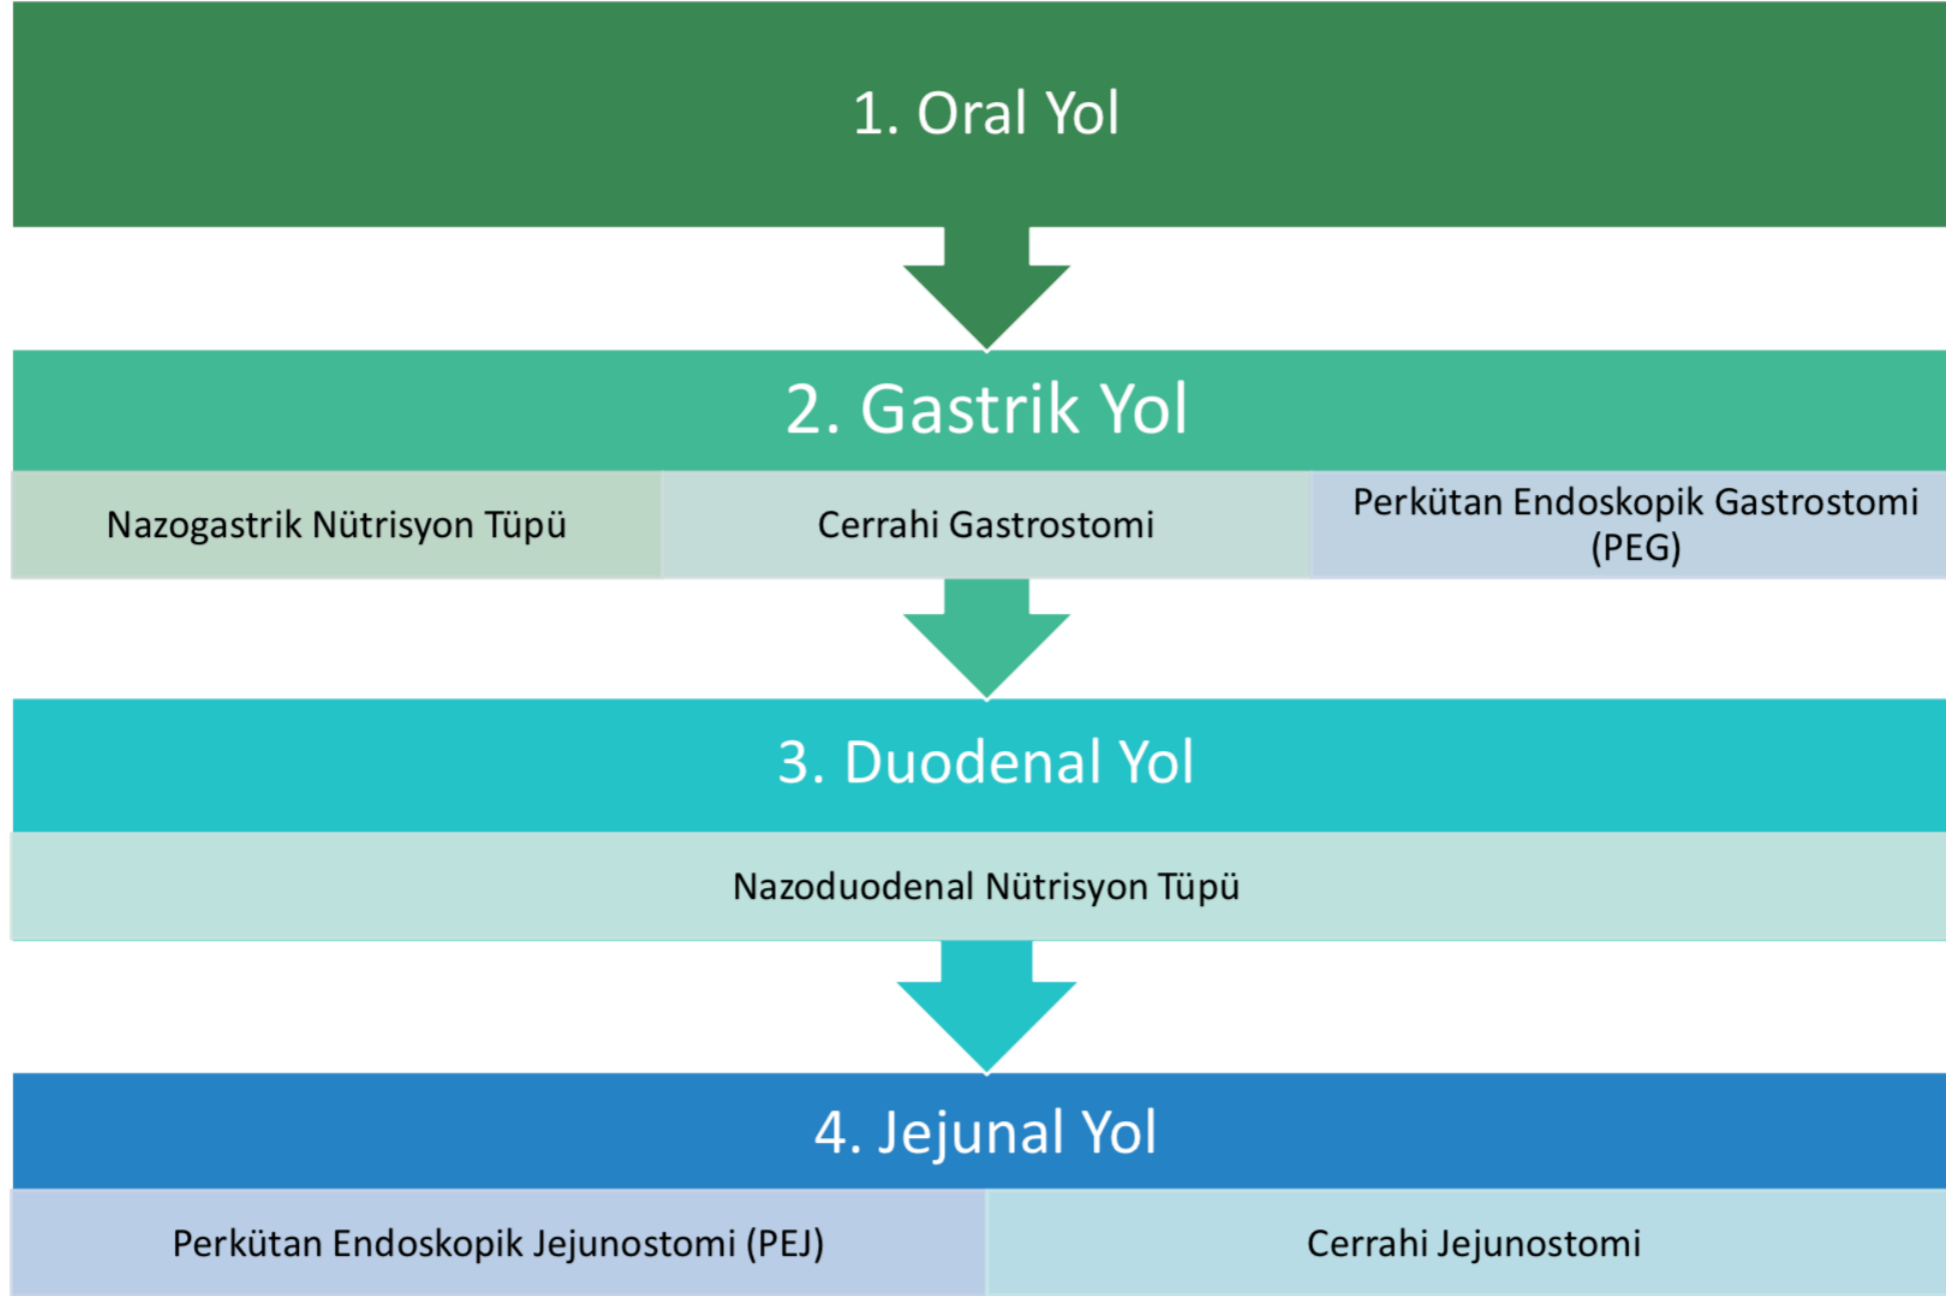 1. Oral Yol
2. Gastrik Yol
Nazogastrik Nütrisyon Tüpü
Cerrahi Gastrostomi
Perkütan Endoskopik Gastrostomi
(PEG)
3. Duodenal Yol
Nazoduodenal Nütrisyon Tüpü
4. Jejunal Yol
Perkütan Endoskopik Jejunostomi (PEJ)
Cerrahi Jejunostomi